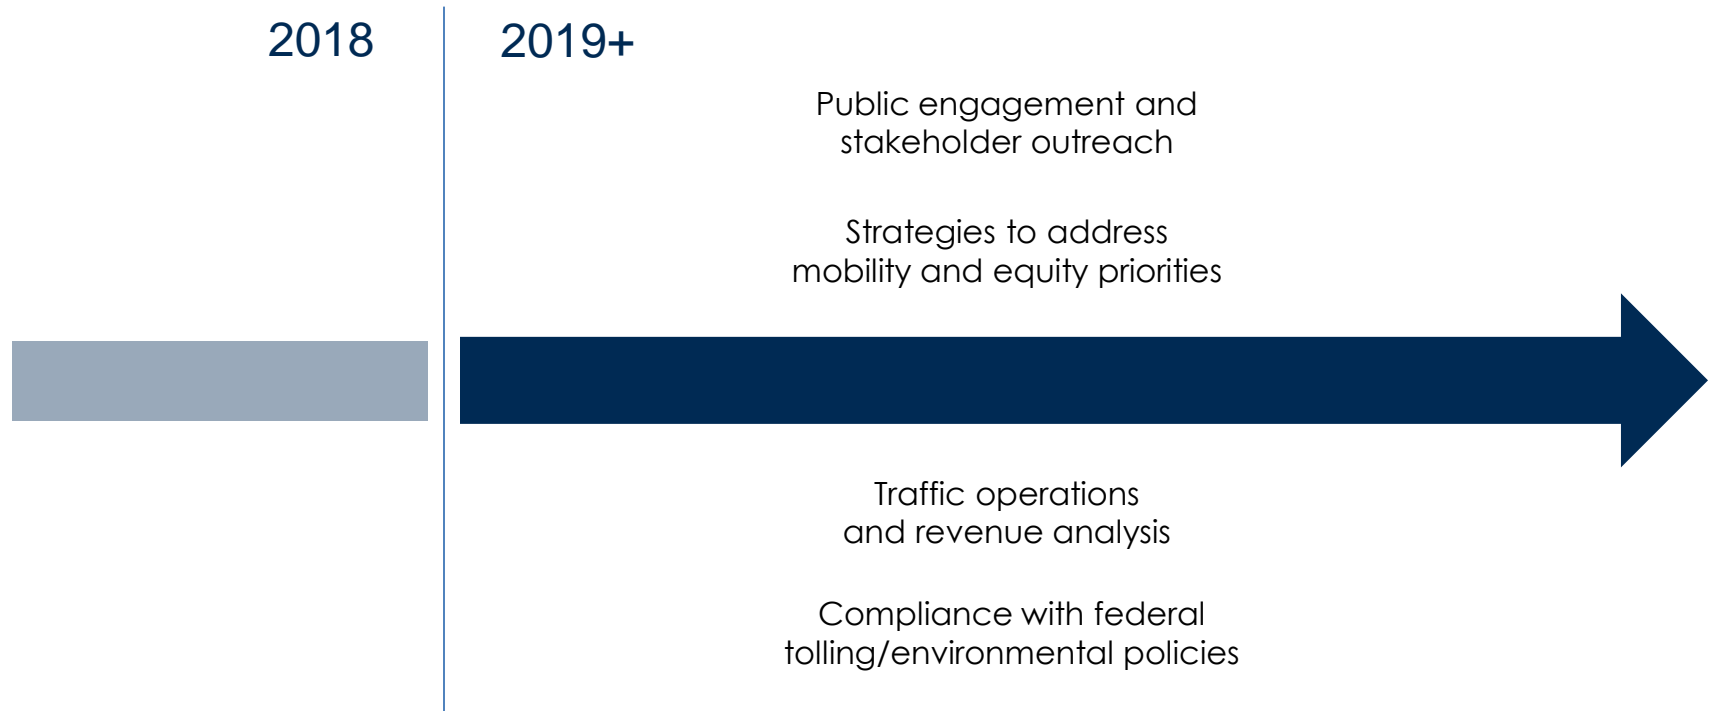 2018
2019+
Public engagement and
stakeholder outreach
Strategies to address
mobility and equity priorities
Traffic operations
and revenue analysis
Compliance with federal
tolling/environmental policies